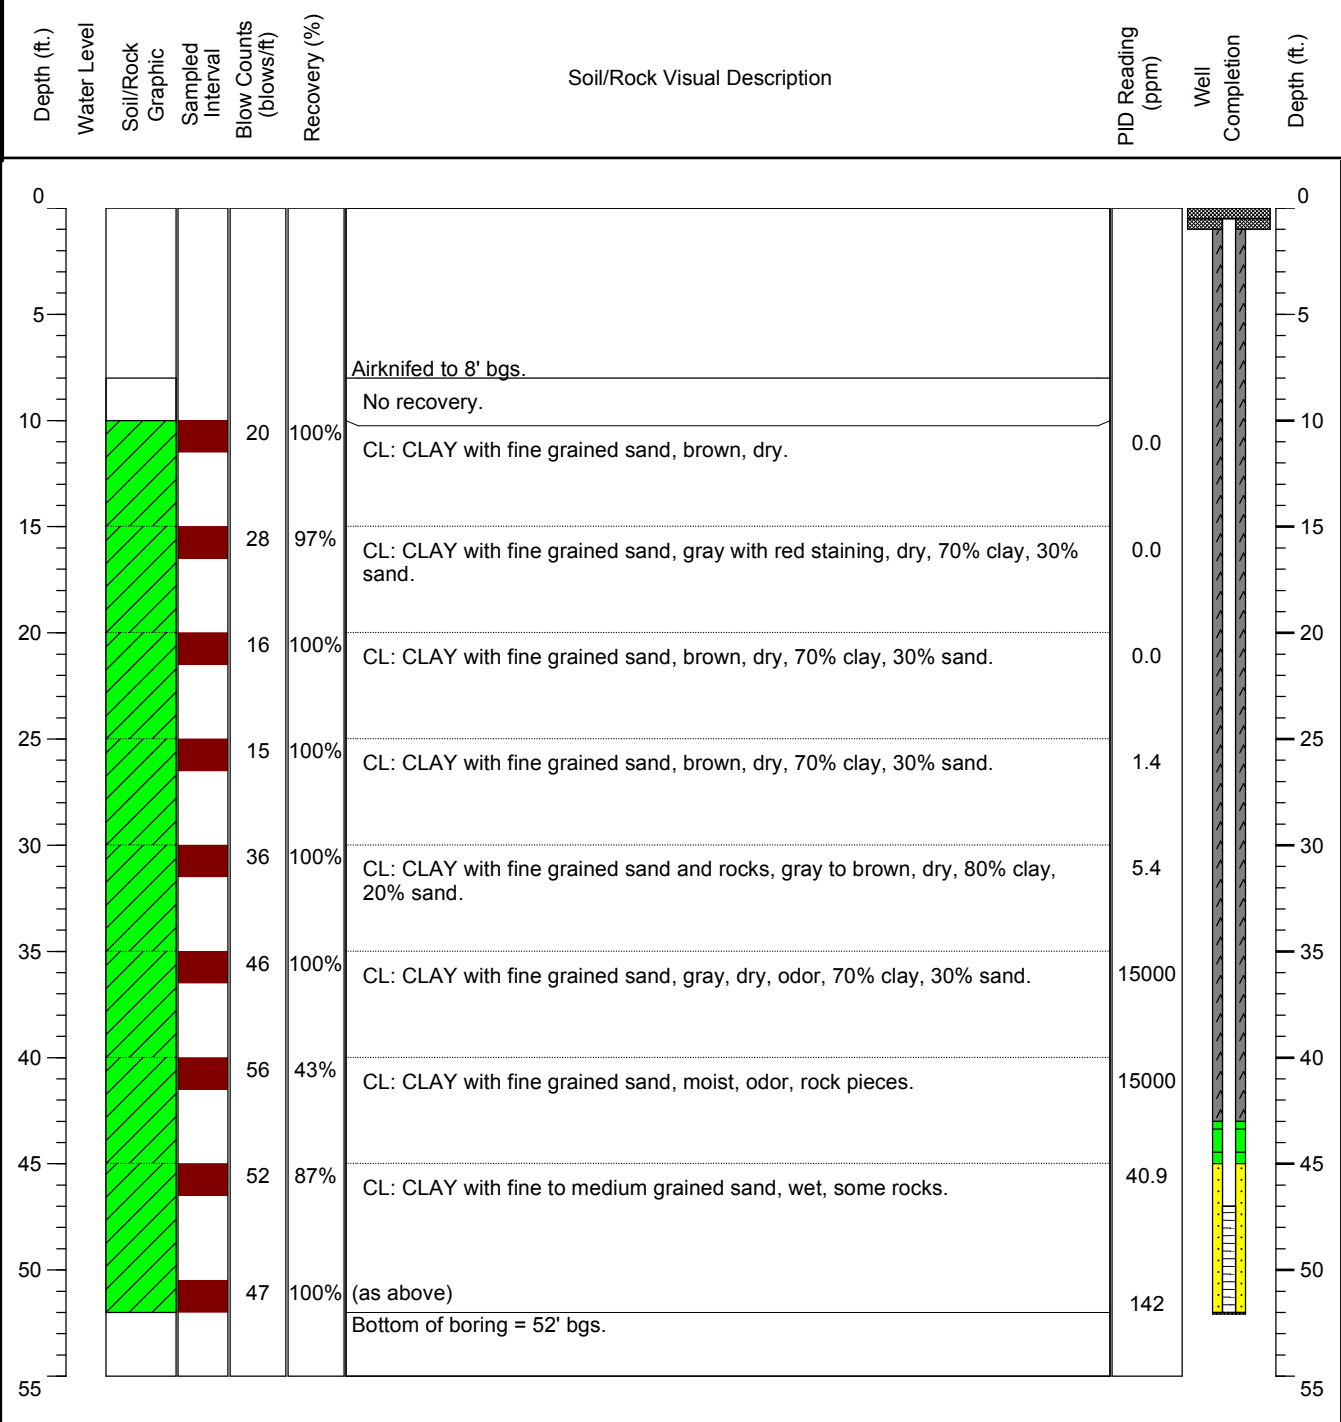 Depth (ft.)
Water Level
Soil/Rock
Graphic
Sampled
Interval
Blow Counts
(blows/ft)
Recovery (%)
Soil/Rock Visual Description
PID Reading
(ppm)
Well
Completion
Depth (ft.)
0 0
5 5
Airknifed to 8' bgs.
No recovery.
10 20 100% 10
CL: CLAY with fine grained sand, brown, dry. 0.0
15 28 97% 15
CL: CLAY with fine grained sand, gray with red staining, dry, 70% clay, 30% 0.0
sand.
20 16 100% 20
CL: CLAY with fine grained sand, brown, dry, 70% clay, 30% sand. 0.0
25 15 100% 25
CL: CLAY with fine grained sand, brown, dry, 70% clay, 30% sand. 1.4
30 36 100% 30
CL: CLAY with fine grained sand and rocks, gray to brown, dry, 80% clay, 5.4
20% sand.
35 46 100% 35
CL: CLAY with fine grained sand, gray, dry, odor, 70% clay, 30% sand. 15000
40 56 43% 40
CL: CLAY with fine grained sand, moist, odor, rock pieces. 15000
45 52 87% 40.9 45
CL: CLAY with fine to medium grained sand, wet, some rocks.
50 50
47 100% (as above) 142
Bottom of boring = 52' bgs.
55 55